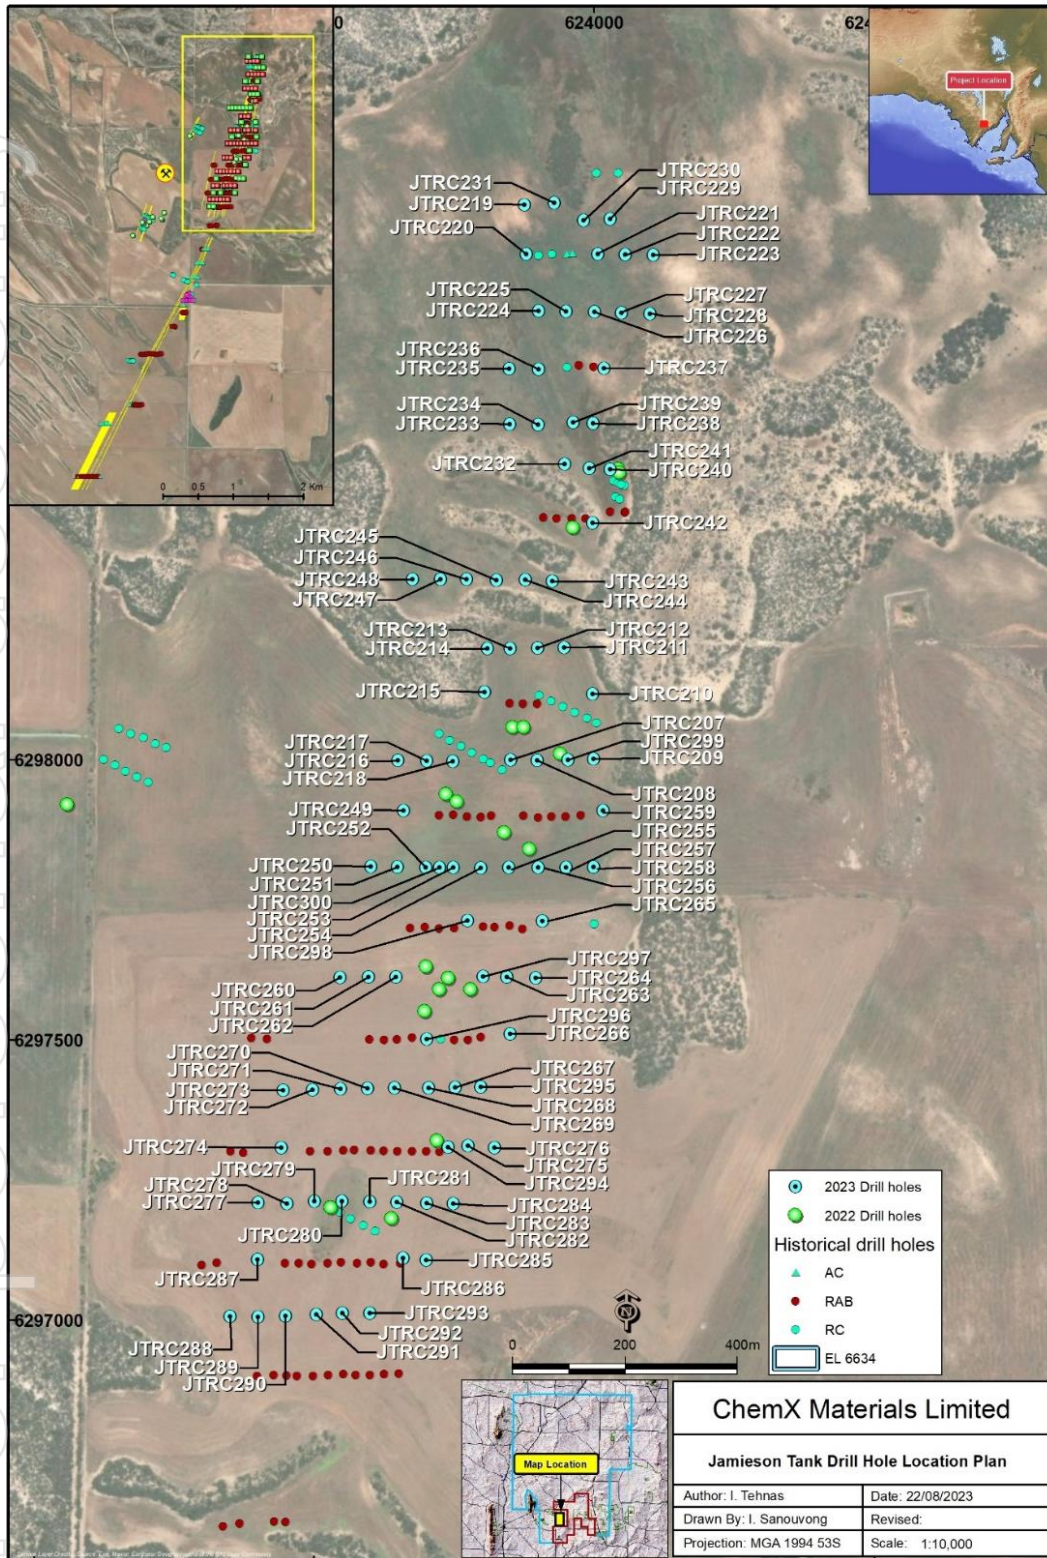 0
624000
624
Project Location
0 0.5 1 2 Km
JTRC230
JTRC231
JTRC229
JTRC219
JTRC221
JTRC220
JTRC222
JTRC223
JTRC225
JTRC227
JTRC224
JTRC228
JTRC226
JTRC236
JTRC235
JTRC237
JTRC234
JTRC239
JTRC233
JTRC238
JTRC241
JTRC232
JTRC240
JTRC242
JTRC245
JTRC246
JTRC248
JTRC243
JTRC247
JTRC244
JTRC213
JTRC212
JTRC214
JTRC211
JTRC215
JTRC210
JTRC207
JTRC217
JTRC299
6298000
JTRC216
JTRC209
JTRC218
JTRC208
JTRC249
JTRC259
JTRC252
JTRC255
JTRC257
JTRC250
JTRC258
JTRC251
JTRC256
JTRC300
JTRC253
JTRC265
JTRC254
JTRC298
JTRC297
JTRC260
JTRC264
JTRC261
JTRC263
JTRC262
JTRC296
6297500
JTRC266
JTRC270
JTRC267
JTRC271
JTRC295
JTRC273
JTRC268
JTRC272
JTRC269
JTRC274
JTRC276
JTRC275
JTRC279
JTRC294
JTRC278
JTRC281
JTRC277
JTRC284
JTRC283
JTRC280
JTRC282
JTRC285
JTRC287
JTRC286
6297000
JTRC293
JTRC288
JTRC292
JTRC289
JTRC291
JTRC290
2023 Drill holes
2022 Drill holes
Historical drill holes
AC
RAB
RC
EL 6634
N
0 200 400m
Map Location
ChemX Materials Limited
Jamieson Tank Drill Hole Location Plan
Author: I. Tehnas
Date: 22/08/2023
Drawn By: I. Sanouvong
Revised:
Projection: MGA 1994 53S
Scale: 1:10,000